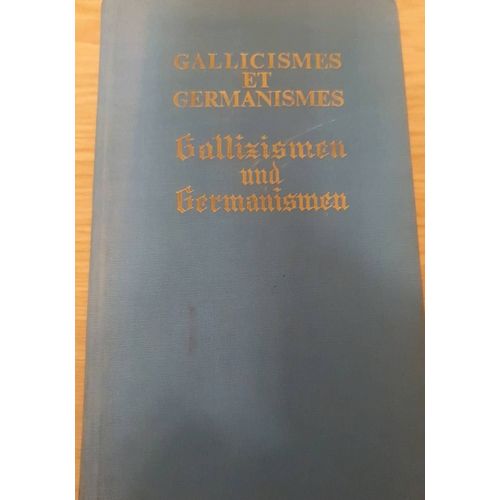 GALLICISMES
ET
GERMANISMES
Gallizismen
und
Germanismen